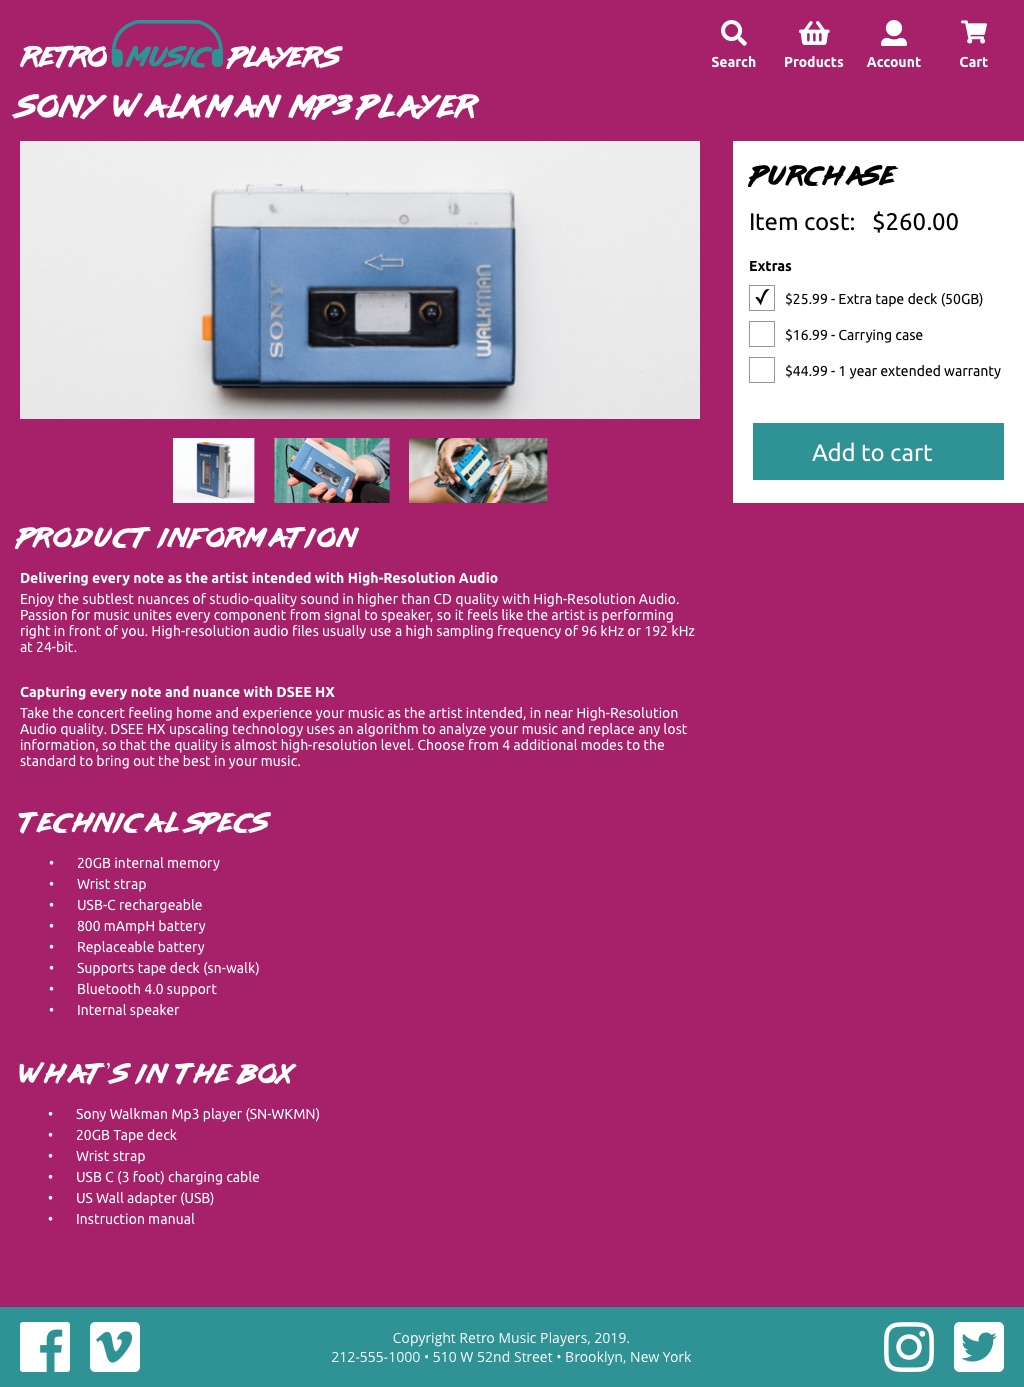 RETRO MUSIC PLAYERS
Search Products Account Cart
SONY WALKMAN MP3 PLAYER
SONY
WALKMAN
PURCHASE
Item cost: $260.00
Extras
✓ $25.99 - Extra tape deck (50GB)
$16.99 - Carrying case
$44.99 - 1 year extended warranty
Add to cart
PRODUCT INFORMATION
Delivering every note as the artist intended with High-Resolution Audio
Enjoy the subtlest nuances of studio-quality sound in higher than CD quality with High-Resolution Audio.
Passion for music unites every component from signal to speaker, so it feels like the artist is performing
right in front of you. High-resolution audio files usually use a high sampling frequency of 96 kHz or 192 kHz
at 24-bit.
Capturing every note and nuance with DSEE HX
Take the concert feeling home and experience your music as the artist intended, in near High-Resolution
Audio quality. DSEE HX upscaling technology uses an algorithm to analyze your music and replace any lost
information, so that the quality is almost high-resolution level. Choose from 4 additional modes to the
standard to bring out the best in your music.
TECHNICAL SPECS
• 20GB internal memory
• Wrist strap
• USB-C rechargeable
• 800 mAmpH battery
• Replaceable battery
• Supports tape deck (sn-walk)
• Bluetooth 4.0 support
• Internal speaker
WHAT'S IN THE BOX
• Sony Walkman Mp3 player (SN-WKMN)
• 20GB Tape deck
• Wrist strap
• USB C (3 foot) charging cable
• US Wall adapter (USB)
• Instruction manual
Copyright Retro Music Players, 2019.
212-555-1000 • 510 W 52nd Street • Brooklyn, New York